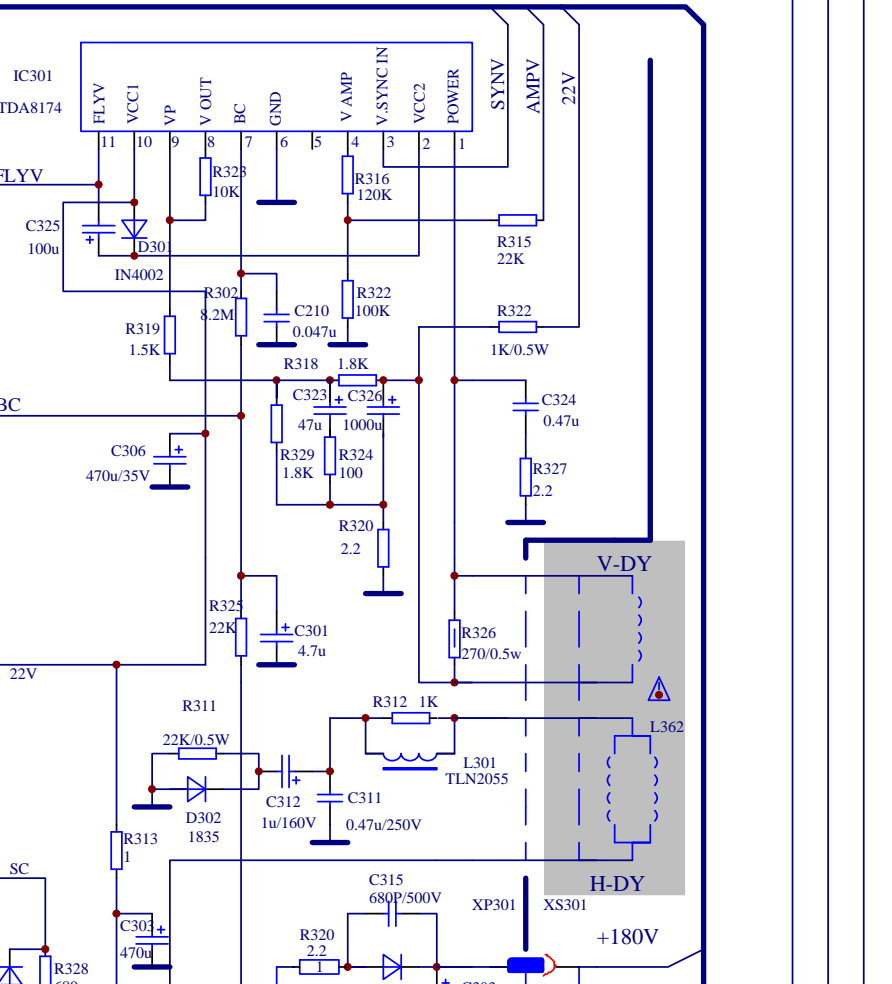 IC301
TDA8174
FLYV
VCC1
VP
V OUT
BC
GND
V AMP
V.SYNC IN
VCC2
POWER
SYNV
AMPV
22V
11
10
9
8
7
6
5
4
3
2
1
FLYV
R323
10K
R316
120K
C325
100u
D301
IN4002
R315
22K
R302
8.2M
C210
0.047u
R322
100K
R322
1K/0.5W
R319
1.5K
R318
1.8K
C323
47u
C326
1000u
C324
0.47u
BC
C306
470u/35V
R329
1.8K
R324
100
R327
2.2
R320
2.2
V-DY
R325
22K
C301
4.7u
R326
270/0.5w
22V
R311
22K/0.5W
R312
1K
L362
L301
TLN2055
D302
1835
C312
1u/160V
C311
0.47u/250V
R313
1
SC
H-DY
C315
680P/500V
XP301
XS301
C303
470u
R320
2.2
1
+180V
R328